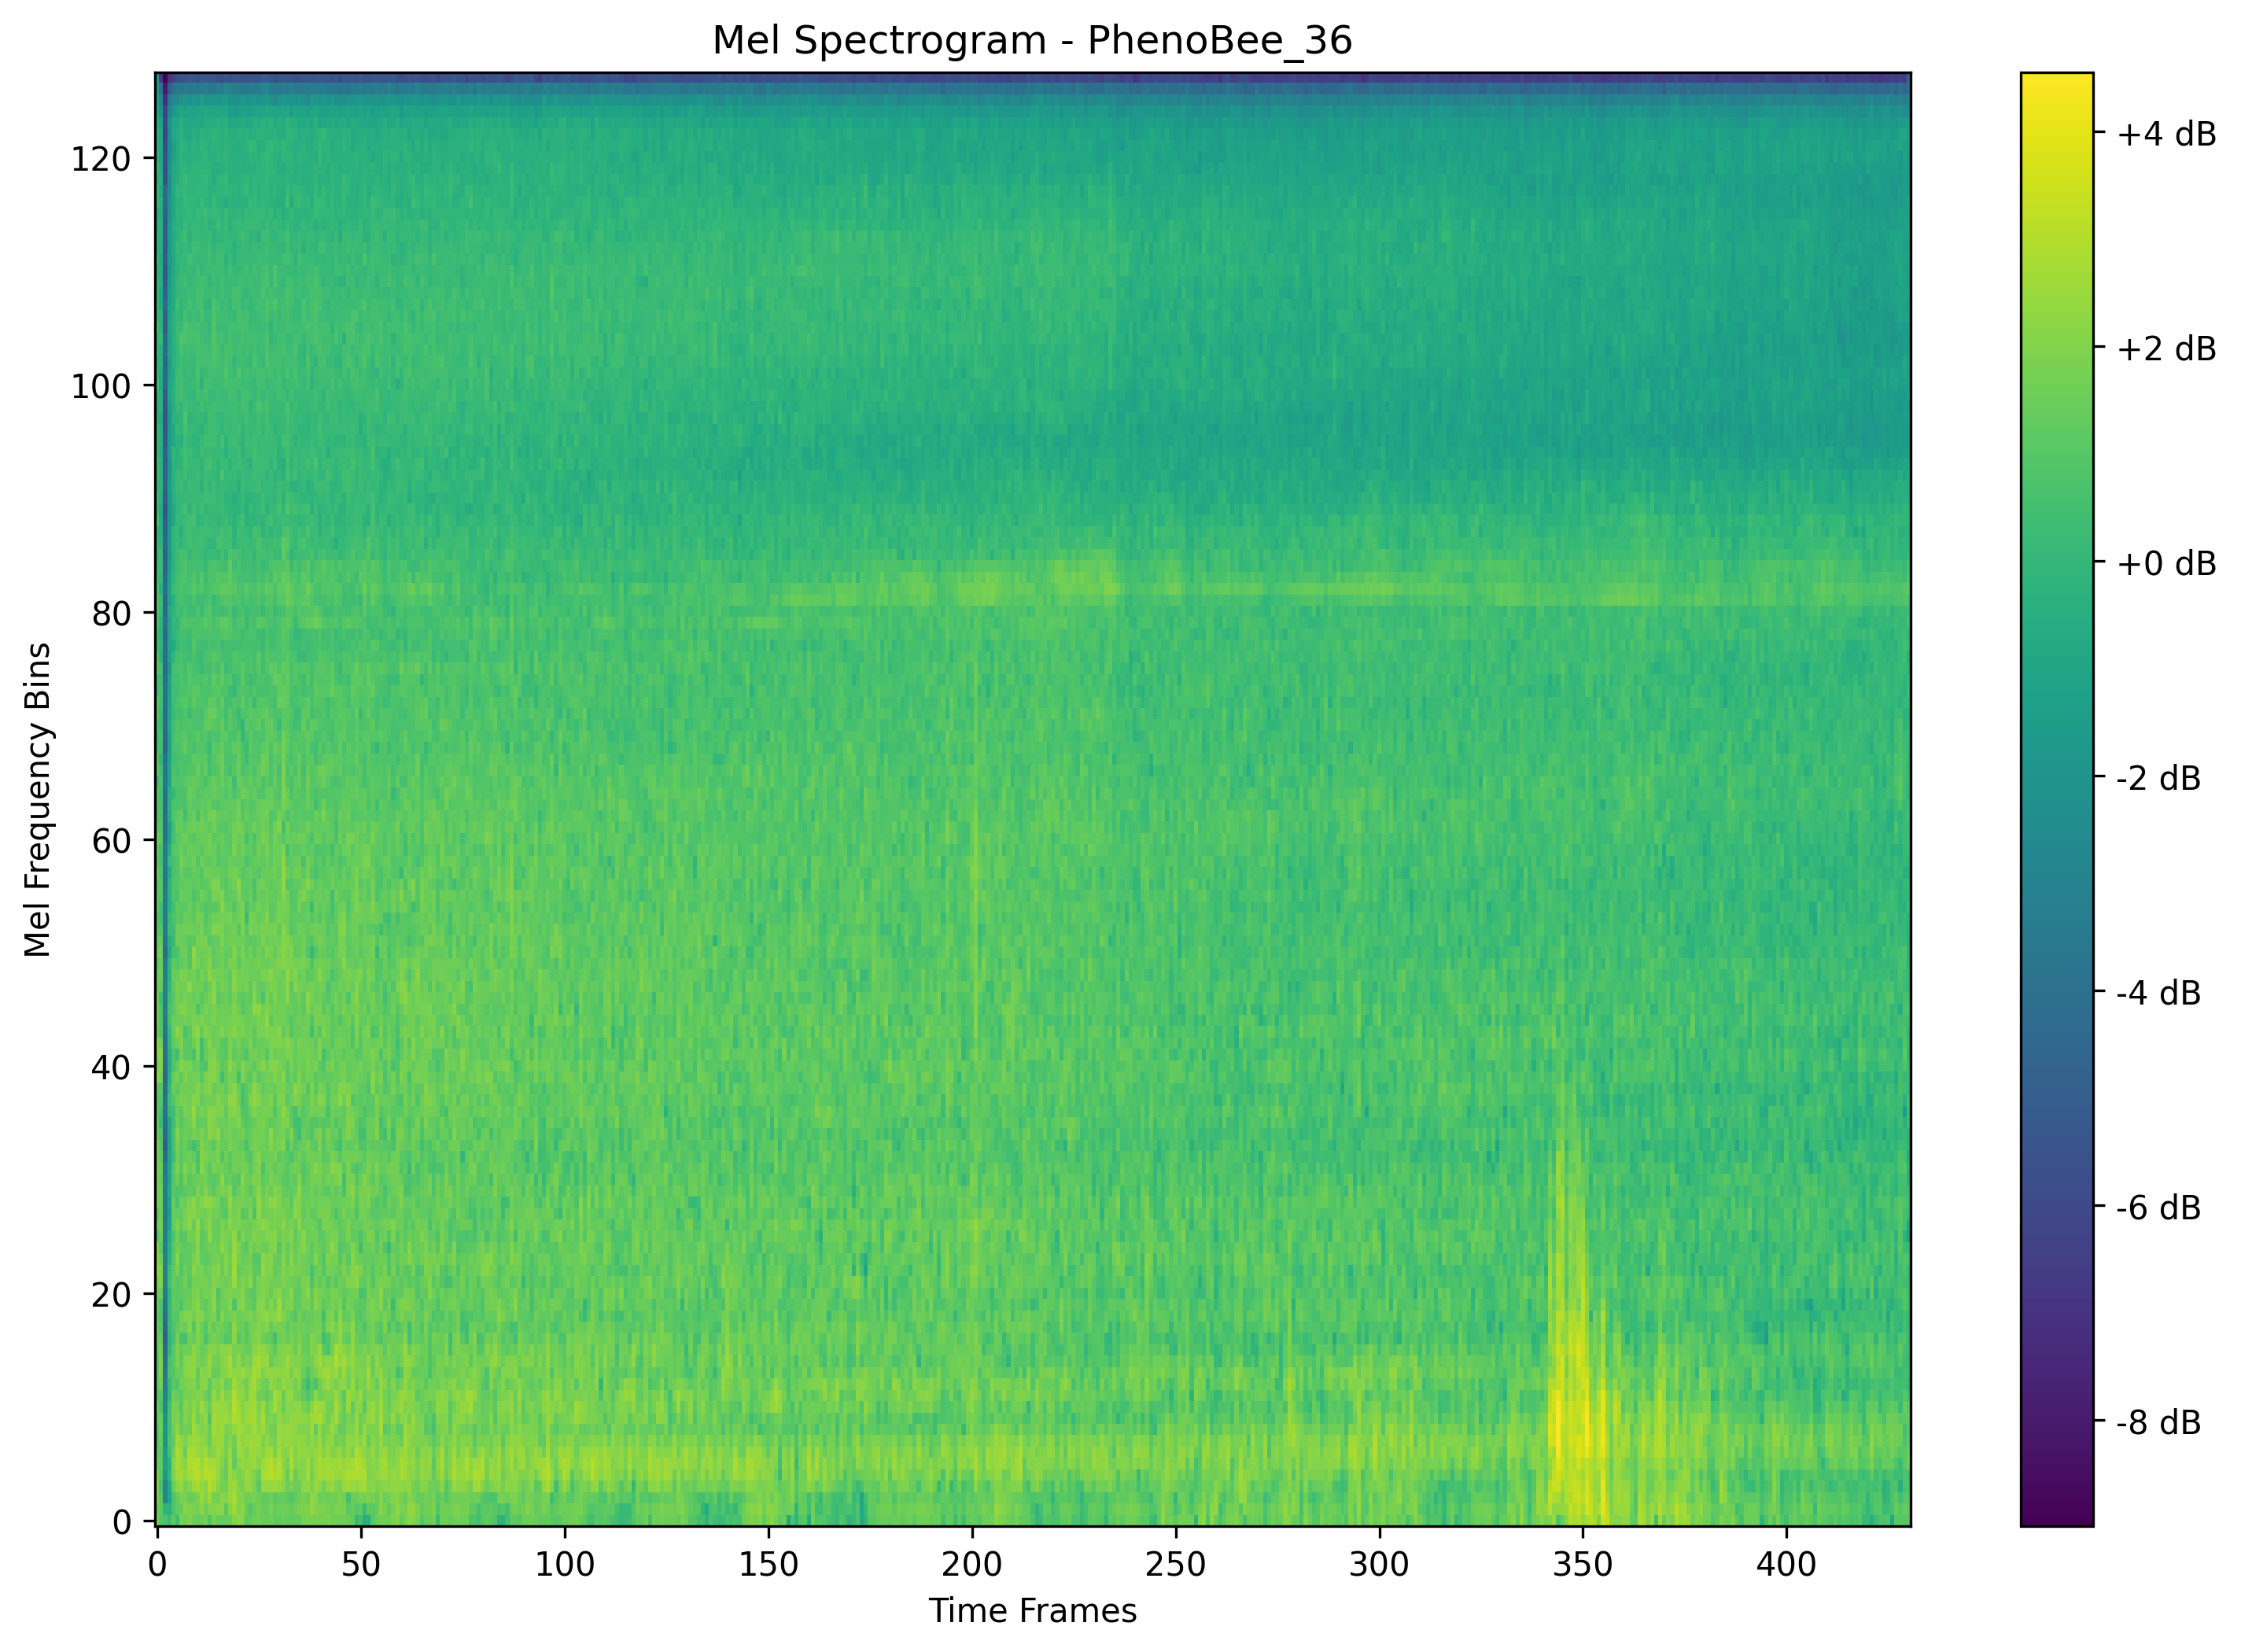 Mel Spectrogram - PhenoBee_36
Mel Frequency Bins
120
100
80
60
40
20
0
0 50 100 150 200 250 300 350 400
Time Frames
+4 dB
+2 dB
+0 dB
-2 dB
-4 dB
-6 dB
-8 dB